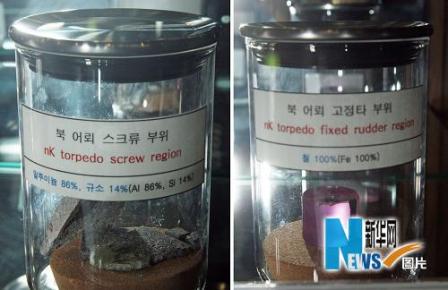 북 어뢰 스크류 부위
nK torpedo screw region
알루미늄 86%, 규소 14%(Al 86%, Si 14%)
북 어뢰 고정타 부위
nK torpedo fixed rudder region
철 100%(Fe 100%)
新华网
NEWS 图片